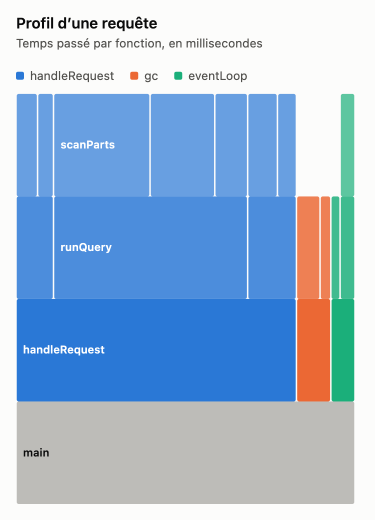 Profil d’une requête
Temps passé par fonction, en millisecondes
handleRequest gc eventLoop
scanParts
runQuery
handleRequest
main